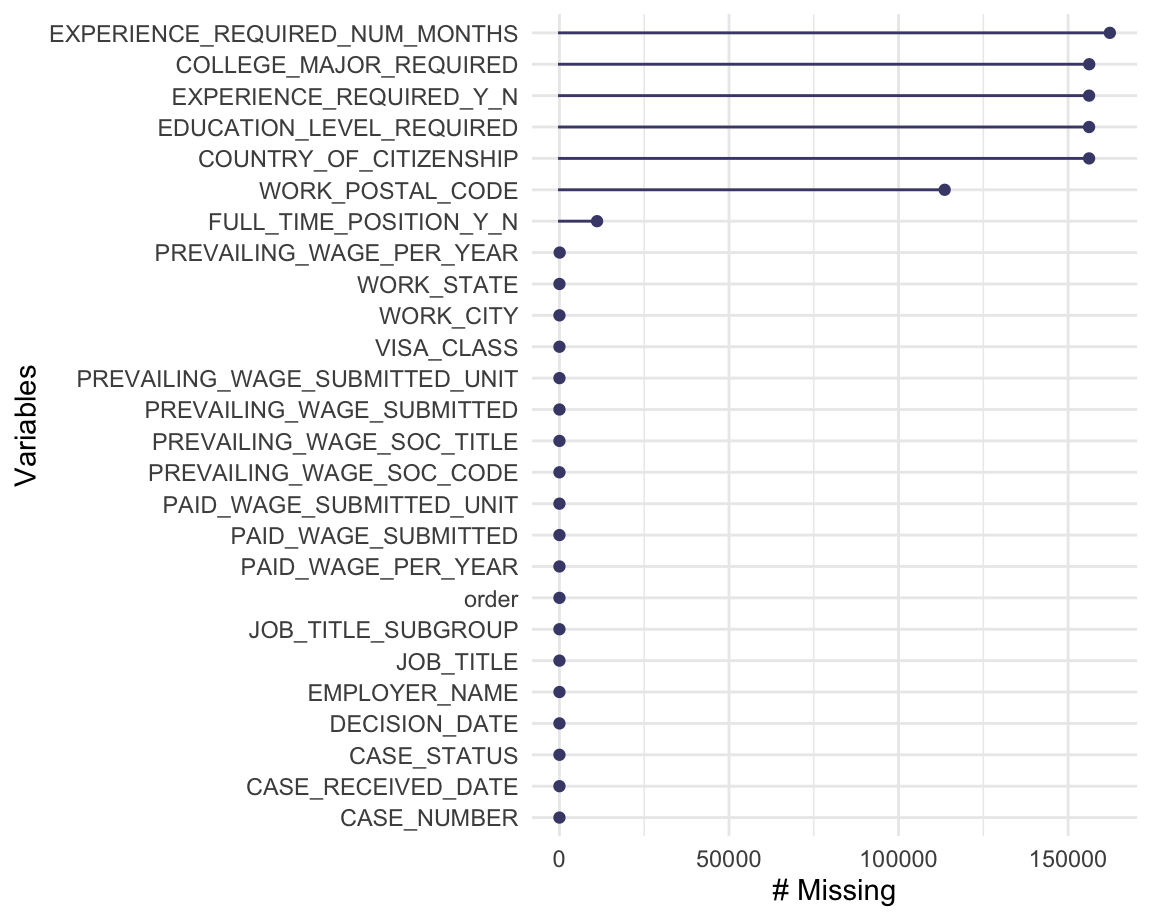 EXPERIENCE_REQUIRED_NUM_MONTHS
COLLEGE_MAJOR_REQUIRED
EXPERIENCE_REQUIRED_Y_N
EDUCATION_LEVEL_REQUIRED
COUNTRY_OF_CITIZENSHIP
WORK_POSTAL_CODE
FULL_TIME_POSITION_Y_N
PREVAILING_WAGE_PER_YEAR
WORK_STATE
WORK_CITY
VISA_CLASS
PREVAILING_WAGE_SUBMITTED_UNIT
PREVAILING_WAGE_SUBMITTED
PREVAILING_WAGE_SOC_TITLE
PREVAILING_WAGE_SOC_CODE
PAID_WAGE_SUBMITTED_UNIT
PAID_WAGE_SUBMITTED
PAID_WAGE_PER_YEAR
order
JOB_TITLE_SUBGROUP
JOB_TITLE
EMPLOYER_NAME
DECISION_DATE
CASE_STATUS
CASE_RECEIVED_DATE
CASE_NUMBER
Variables
0 50000 100000 150000
# Missing